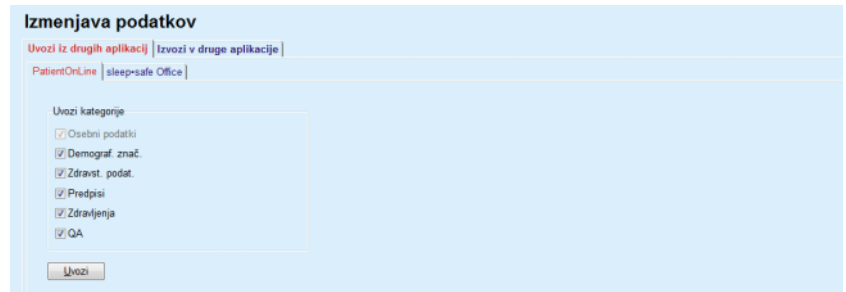 Izmenjava podatkov
Uvozi iz drugih aplikacij Izvozi v druge aplikacije
PatientOnLine sleep•safe Office
Uvozi kategorije
Osebni podatki
Demograf. znač.
Zdravst. podat.
Predpisi
Zdravljenja
QA
Uvozi